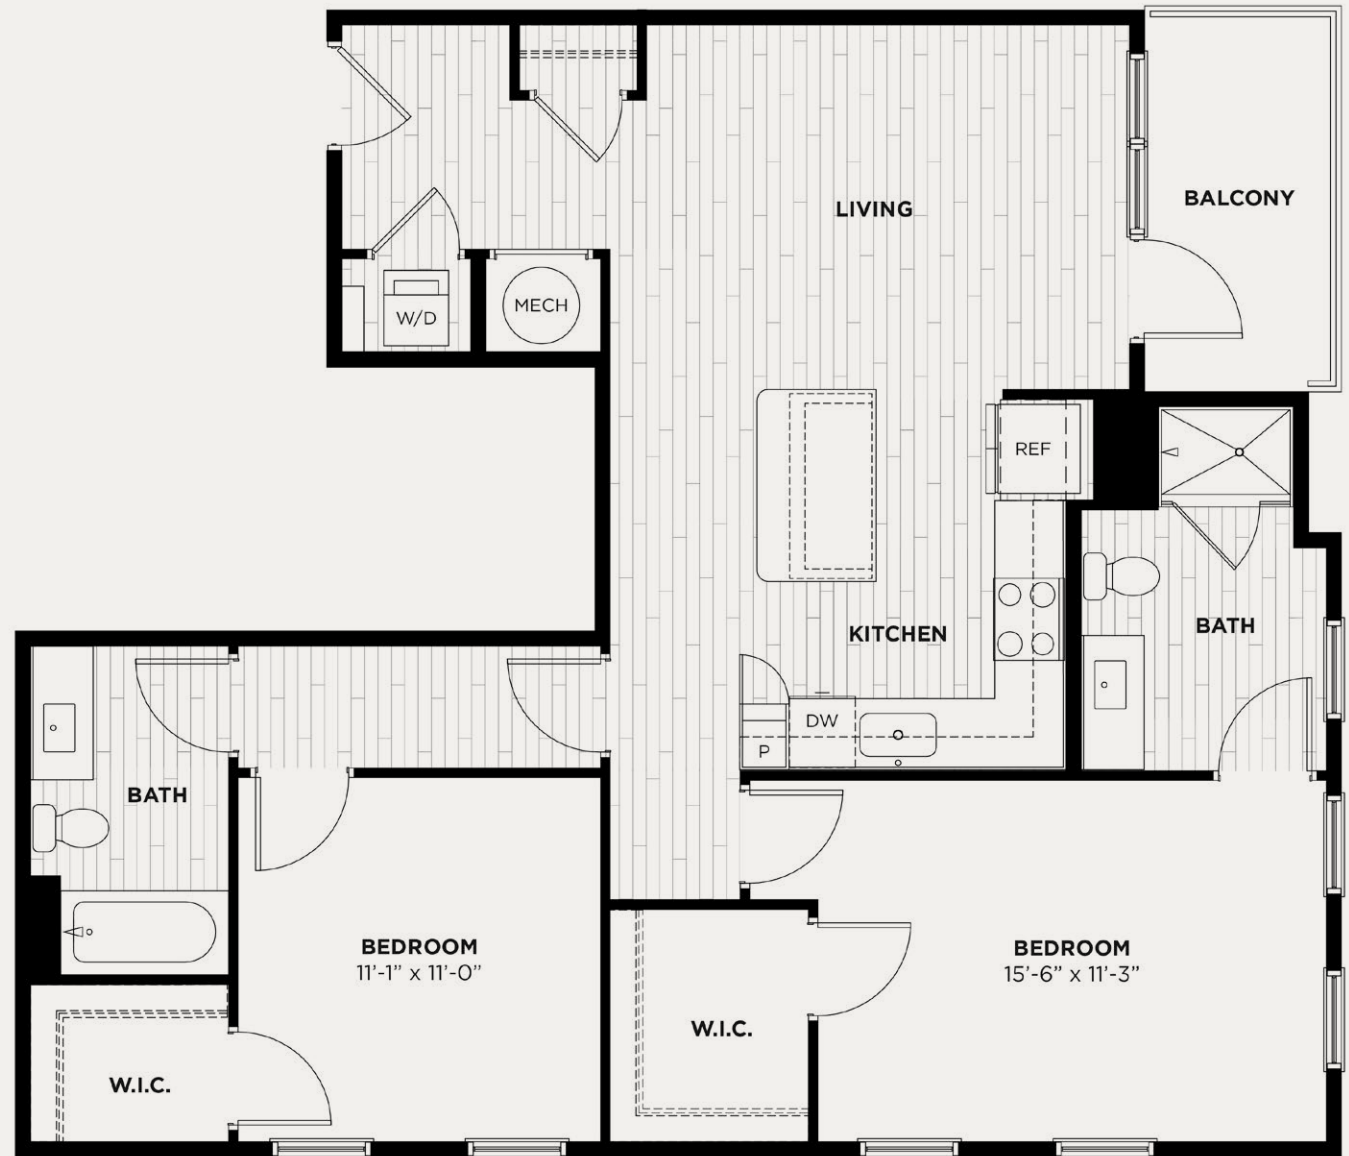 LIVING
BALCONY
W/D
MECH
REF
KITCHEN
BATH
DW
P
BATH
BEDROOM
11'-1" x 11'-0"
BEDROOM
15'-6" x 11'-3"
W.I.C.
W.I.C.